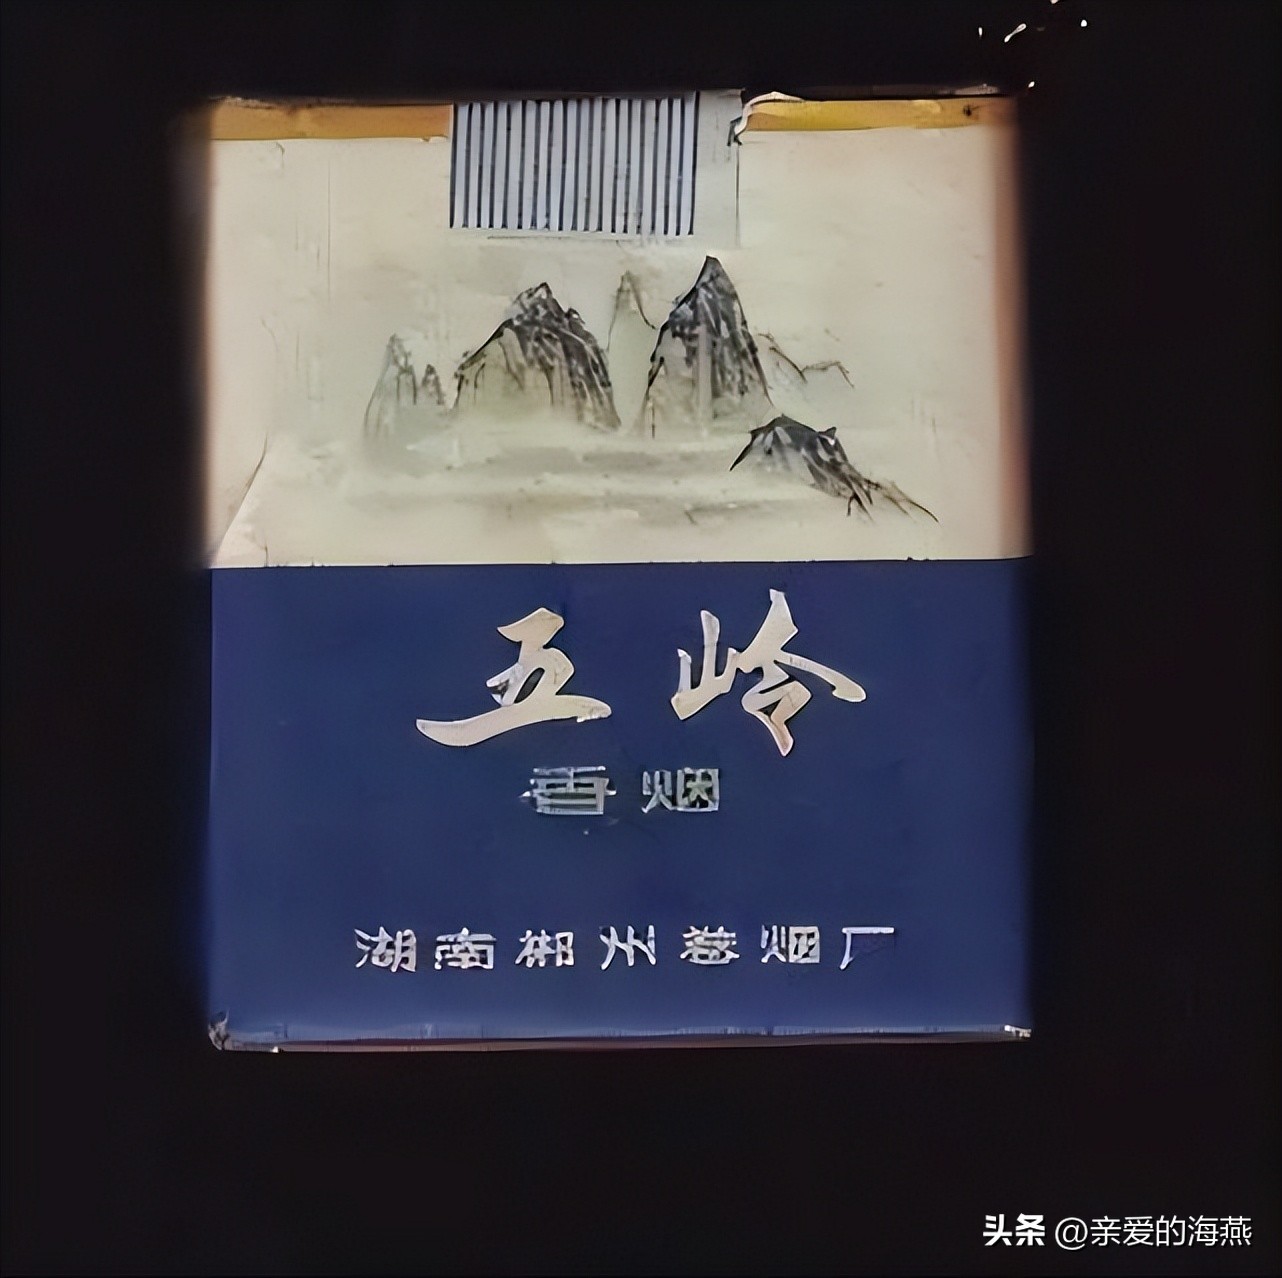 五岭
香烟
湖南郴州卷烟厂
头条 @亲爱的海燕